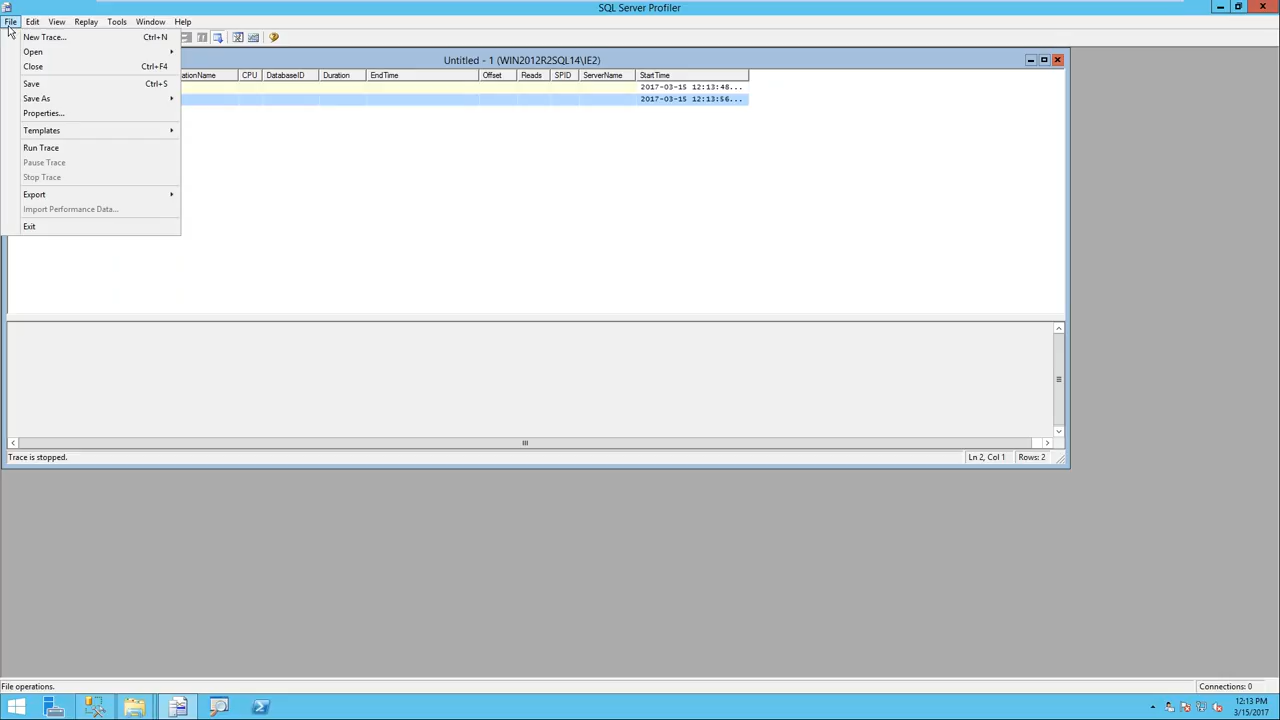 SQL Server Profiler
File Edit View Replay Tools Window Help
New Trace... Ctrl+N
Open
Close Ctrl+F4
Save Ctrl+S
Save As
Properties...
Templates
Run Trace
Pause Trace
Stop Trace
Export
Import Performance Data...
Exit
Untitled - 1 (WIN2012R2SQL14\IE2)
ationName CPU DatabaseID Duration EndTime Offset Reads SPID ServerName StartTime
2017-03-15 12:13:48...
2017-03-15 12:13:56...
Trace is stopped. Ln 2, Col 1 Rows: 2
File operations. Connections: 0
12:13 PM
3/15/2017